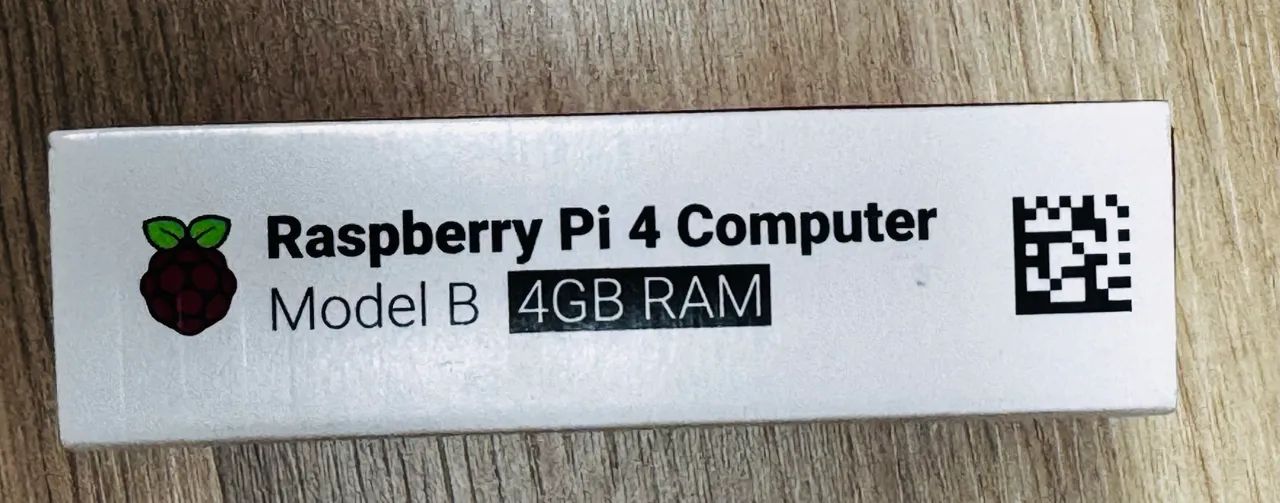 Raspberry Pi 4 Computer
Model B 4GB RAM